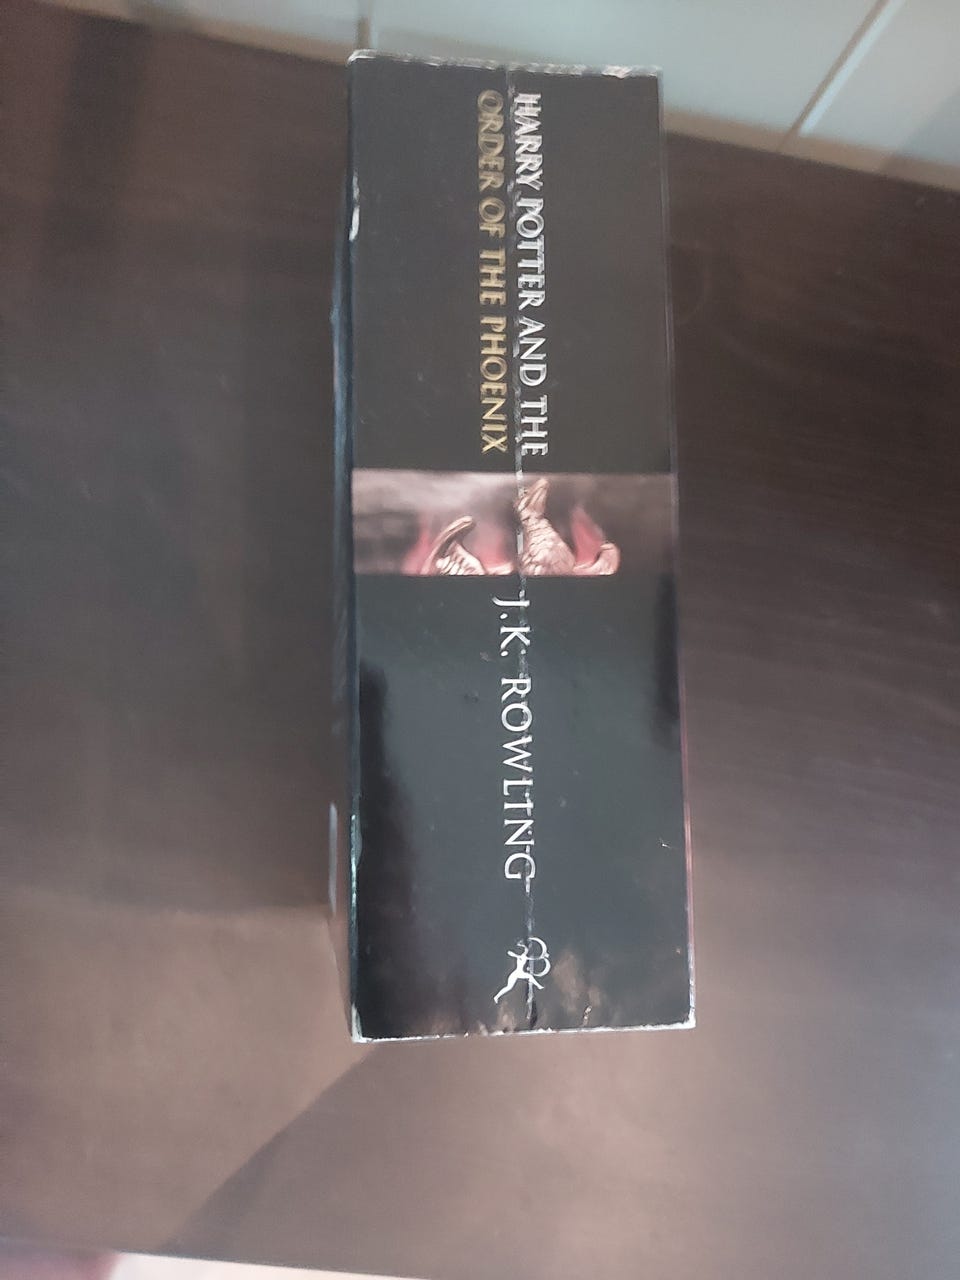 HARRY POTTER AND THE
ORDER OF THE PHOENIX
J.K. ROWLING